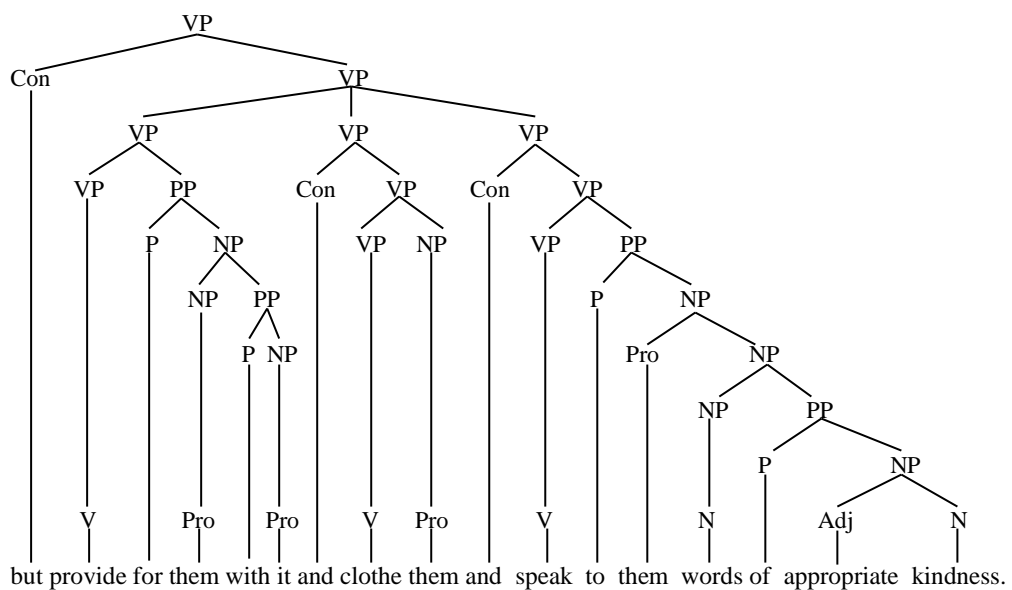 VP
Con VP
VP VP VP
VP PP Con VP Con VP
P NP VP NP VP PP
NP PP P NP
P NP Pro NP
NP PP
P NP
V Pro Pro V Pro V N Adj N
but provide for them with it and clothe them and speak to them words of appropriate kindness.